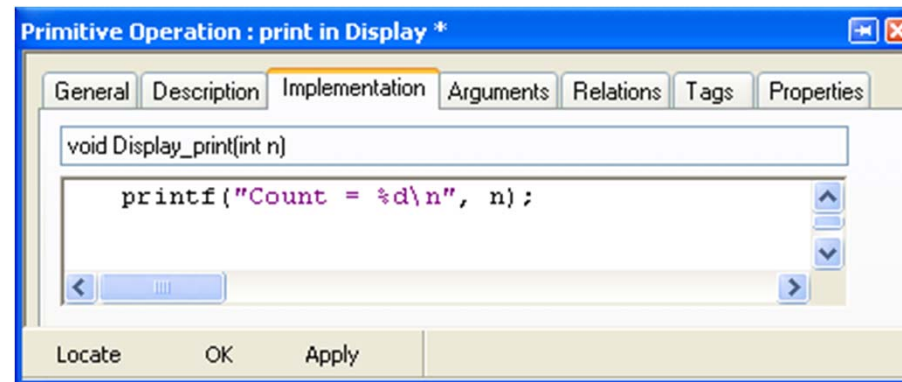 Primitive Operation : print in Display *
General Description Implementation Arguments Relations Tags Properties
void Display_print(int n)
printf("Count = %d\n", n);
Locate OK Apply